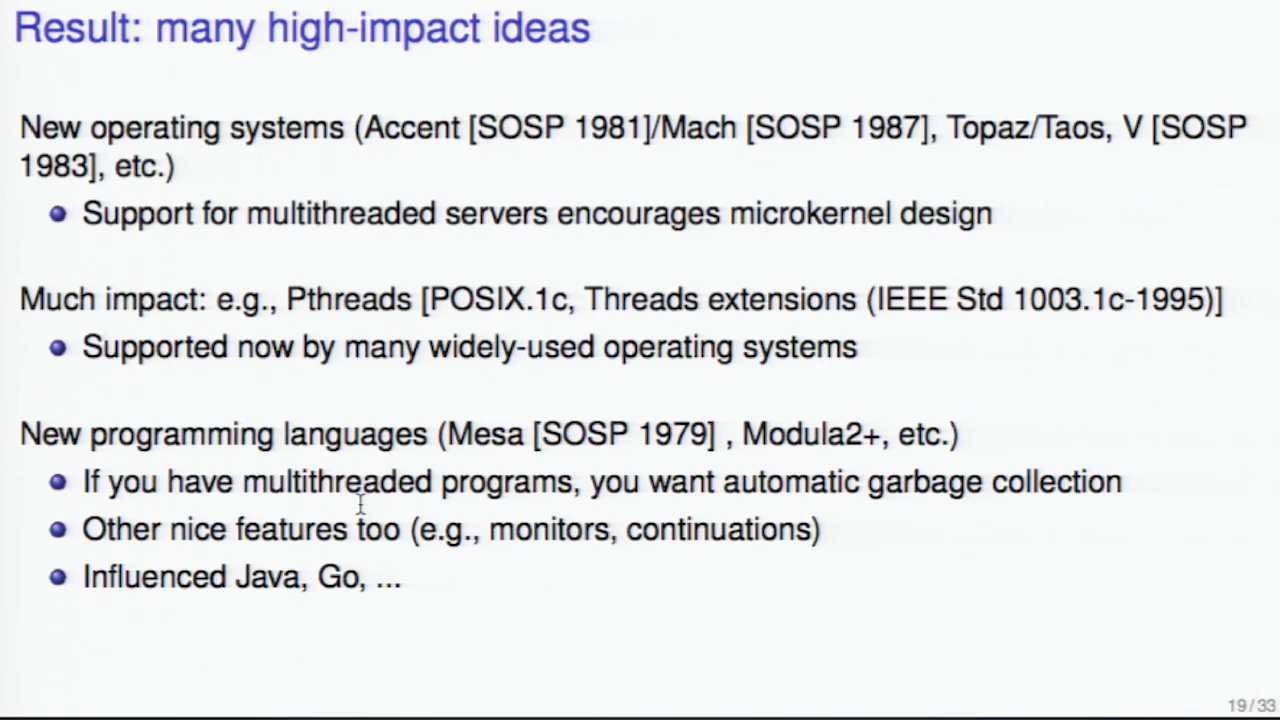 Result: many high-impact ideas
New operating systems (Accent [SOSP 1981]/Mach [SOSP 1987], Topaz/Taos, V [SOSP
1983], etc.)
Support for multithreaded servers encourages microkernel design
Much impact: e.g., Pthreads [POSIX.1c, Threads extensions (IEEE Std 1003.1c-1995)]
Supported now by many widely-used operating systems
New programming languages (Mesa [SOSP 1979] , Modula2+, etc.)
If you have multithreaded programs, you want automatic garbage collection
Other nice features too (e.g., monitors, continuations)
Influenced Java, Go, ...
19/33